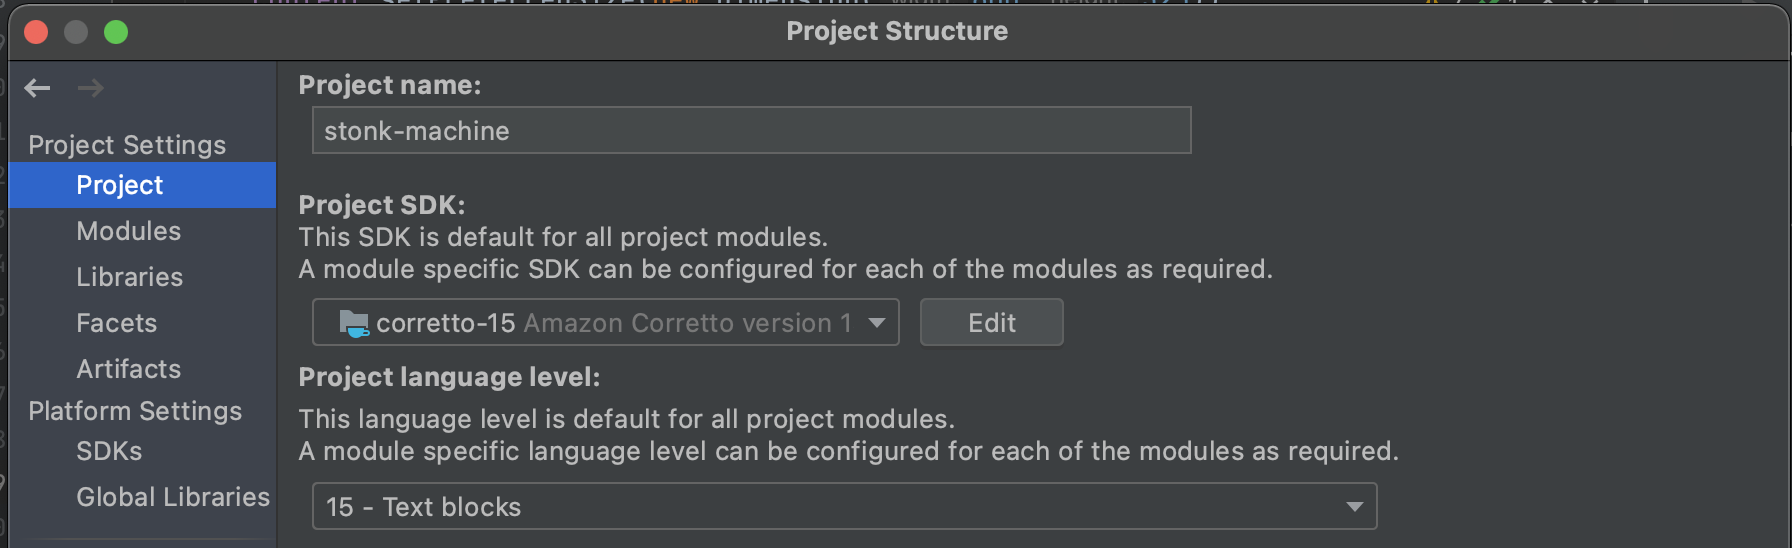 Project Structure
Project Settings
Project
Modules
Libraries
Facets
Artifacts
Platform Settings
SDKs
Global Libraries
Project name:
stonk-machine
Project SDK:
This SDK is default for all project modules.
A module specific SDK can be configured for each of the modules as required.
corretto-15 Amazon Corretto version 1
Edit
Project language level:
This language level is default for all project modules.
A module specific language level can be configured for each of the modules as required.
15 - Text blocks